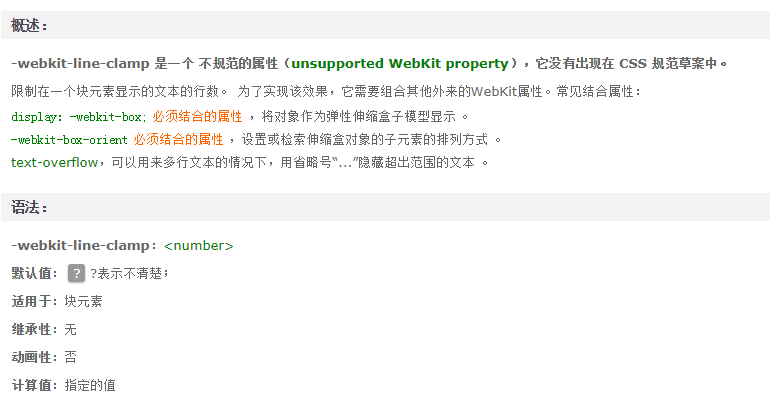 概述：
-webkit-line-clamp 是一个 不规范的属性（unsupported WebKit property），它没有出现在 CSS 规范草案中。
限制在一个块元素显示的文本的行数。 为了实现该效果，它需要组合其他外来的WebKit属性。常见结合属性：
display: -webkit-box; 必须结合的属性 ，将对象作为弹性伸缩盒子模型显示 。
-webkit-box-orient 必须结合的属性 ，设置或检索伸缩盒对象的子元素的排列方式 。
text-overflow，可以用来多行文本的情况下，用省略号“...”隐藏超出范围的文本 。
语法：
-webkit-line-clamp：<number>
默认值： ? ?表示不清楚；
适用于：块元素
继承性：无
动画性：否
计算值：指定的值